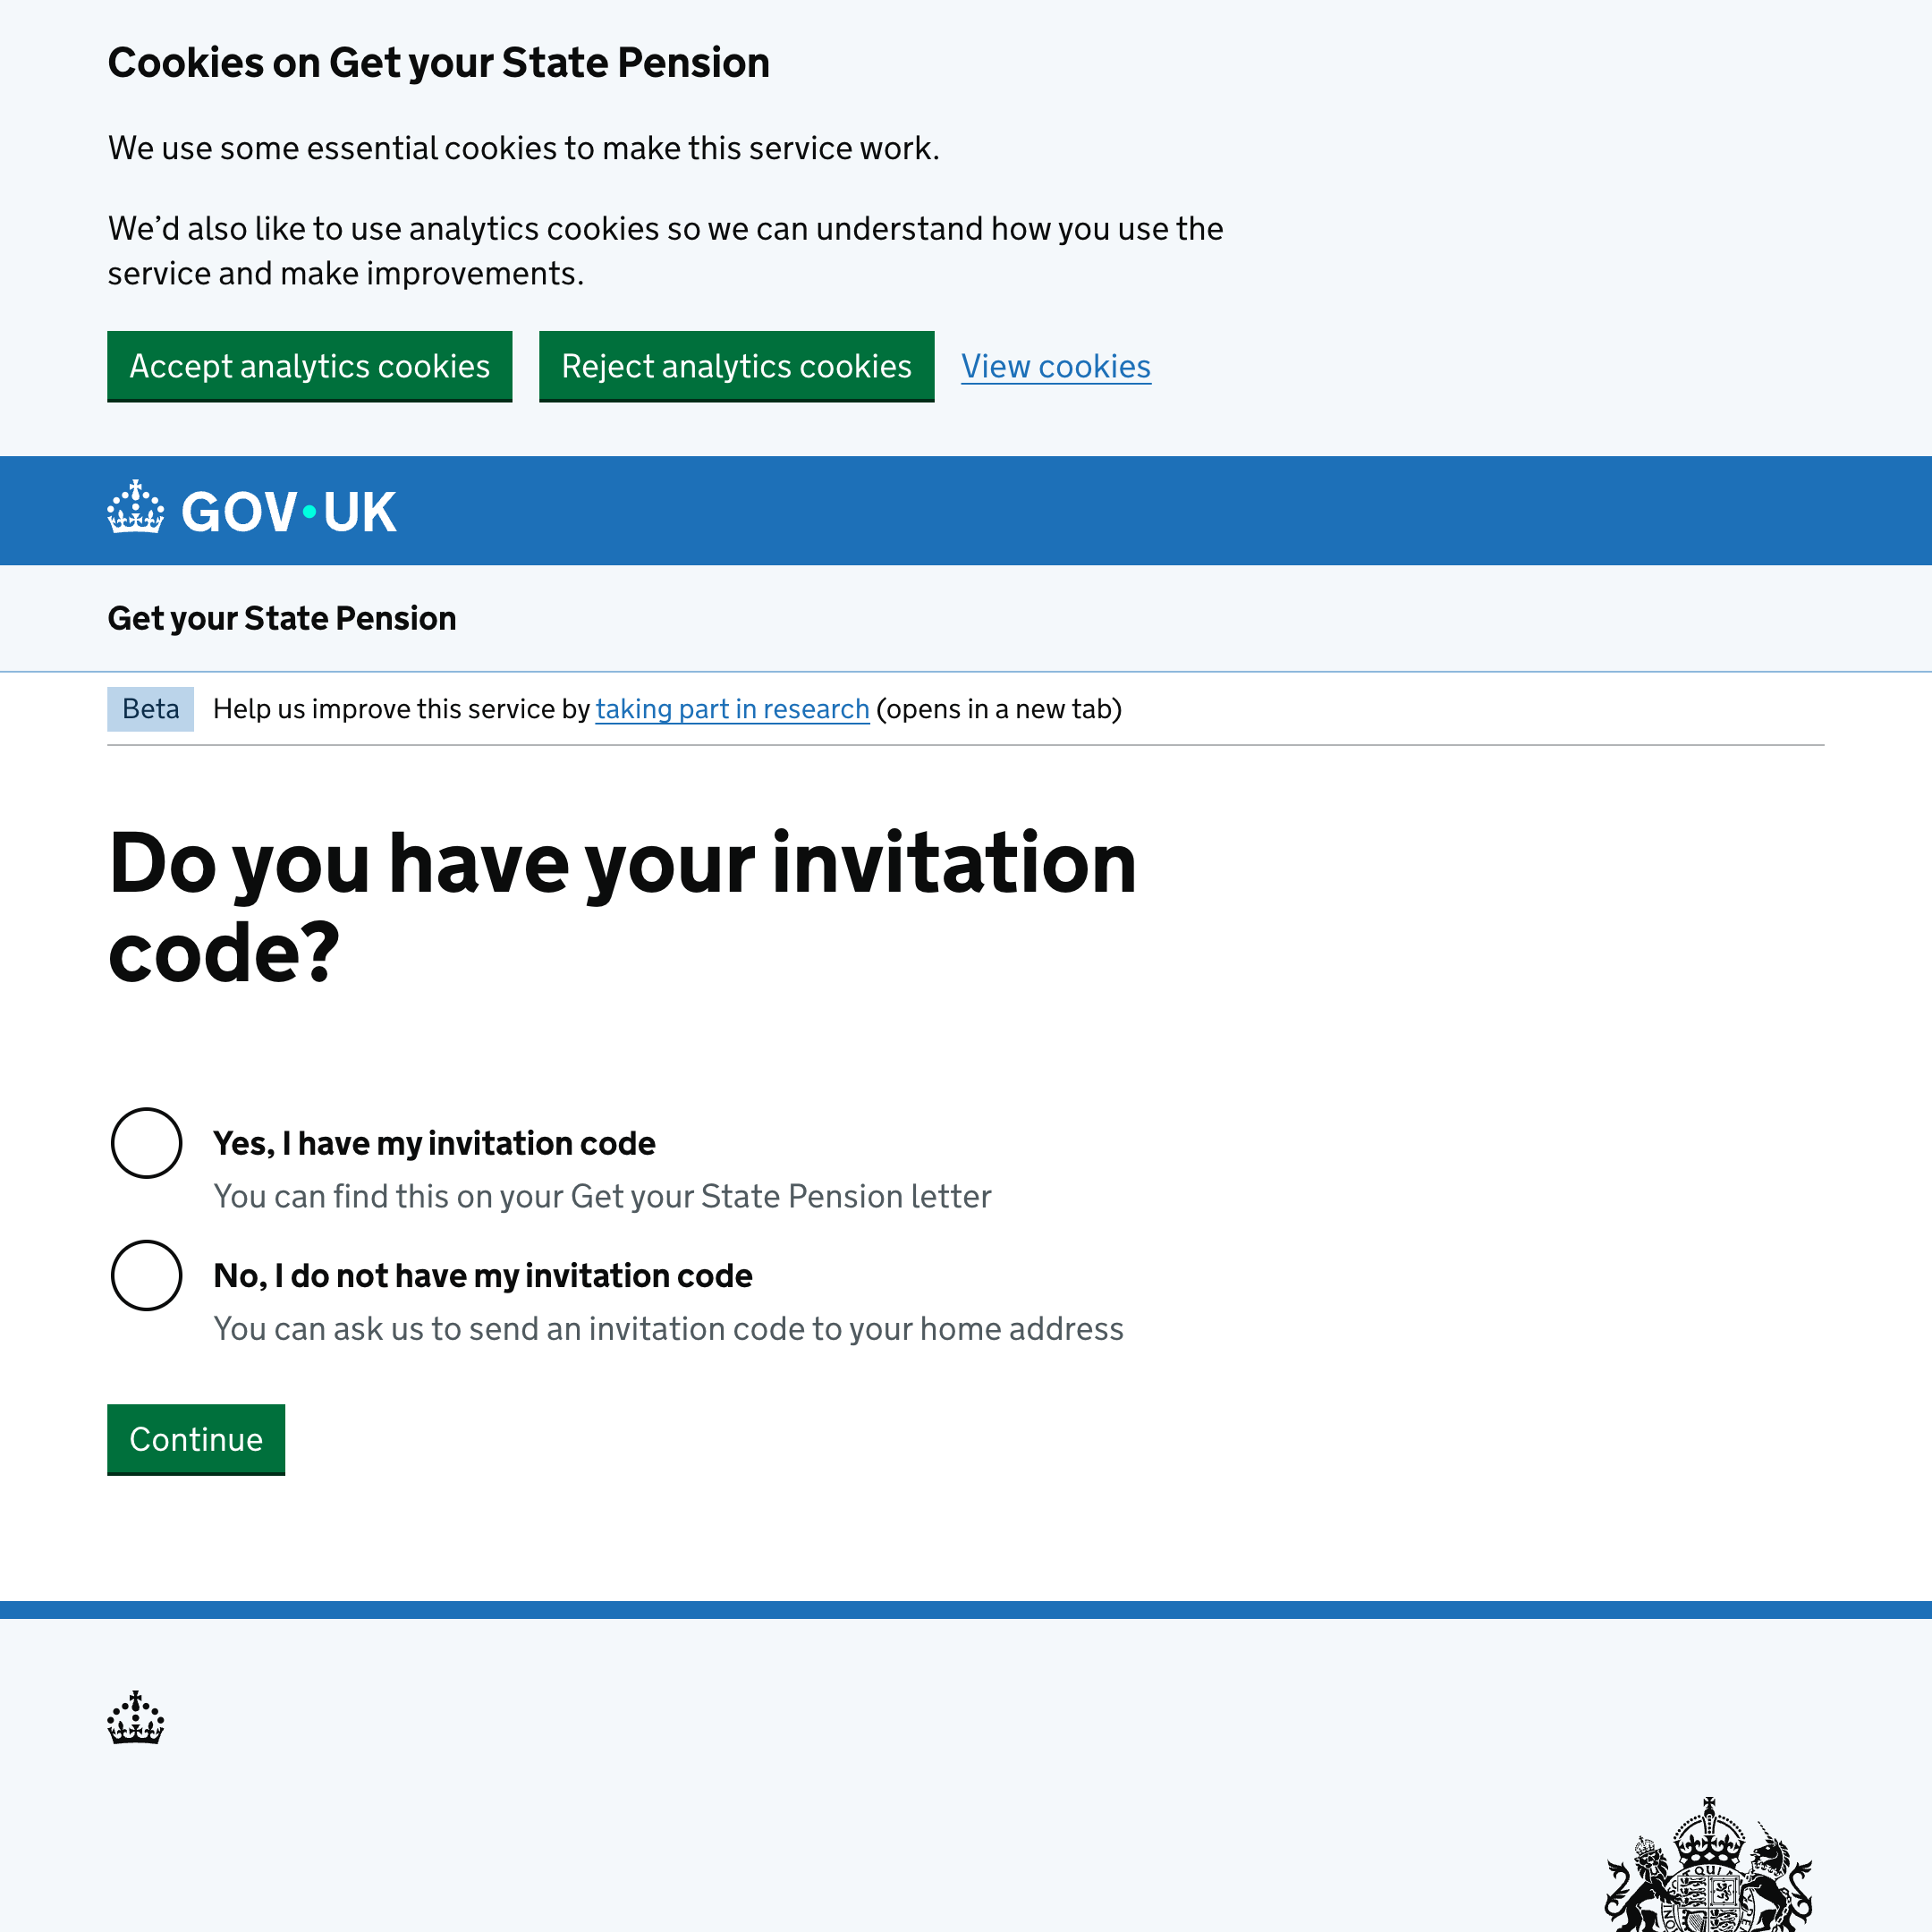 Cookies on Get your State Pension
We use some essential cookies to make this service work.
We’d also like to use analytics cookies so we can understand how you use the
service and make improvements.
Accept analytics cookies Reject analytics cookies View cookies
GOV•UK
Get your State Pension
Beta Help us improve this service by taking part in research (opens in a new tab)
Do you have your invitation
code?
Yes, I have my invitation code
You can find this on your Get your State Pension letter
No, I do not have my invitation code
You can ask us to send an invitation code to your home address
Continue